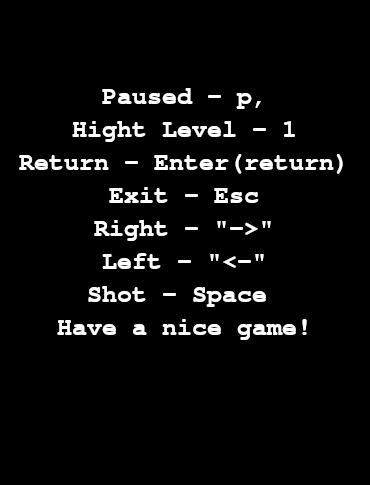 Paused - p,
Hight Level - 1
Return - Enter(return)
Exit - Esc
Right - "->"
Left - "<-"
Shot - Space
Have a nice game!